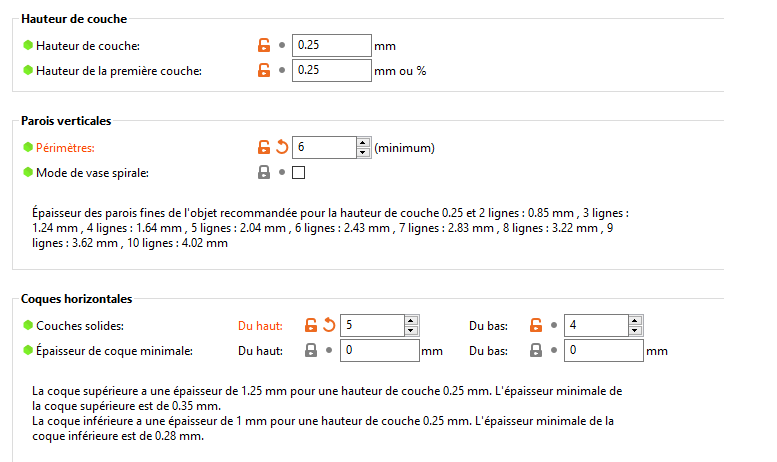 Hauteur de couche
Hauteur de couche: 0.25 mm
Hauteur de la première couche: 0.25 mm ou %
Parois verticales
Périmètres: 6 (minimum)
Mode de vase spirale:
Épaisseur des parois fines de l'objet recommandée pour la hauteur de couche 0.25 et 2 lignes : 0.85 mm , 3 lignes :
1.24 mm , 4 lignes : 1.64 mm , 5 lignes : 2.04 mm , 6 lignes : 2.43 mm , 7 lignes : 2.83 mm , 8 lignes : 3.22 mm , 9
lignes : 3.62 mm , 10 lignes : 4.02 mm
Coques horizontales
Couches solides: Du haut: 5 Du bas: 4
Épaisseur de coque minimale: Du haut: 0 mm Du bas: 0 mm
La coque supérieure a une épaisseur de 1.25 mm pour une hauteur de couche 0.25 mm. L'épaisseur minimale de
la coque supérieure est de 0.35 mm.
La coque inférieure a une épaisseur de 1 mm pour une hauteur de couche 0.25 mm. L'épaisseur minimale de la
coque inférieure est de 0.28 mm.